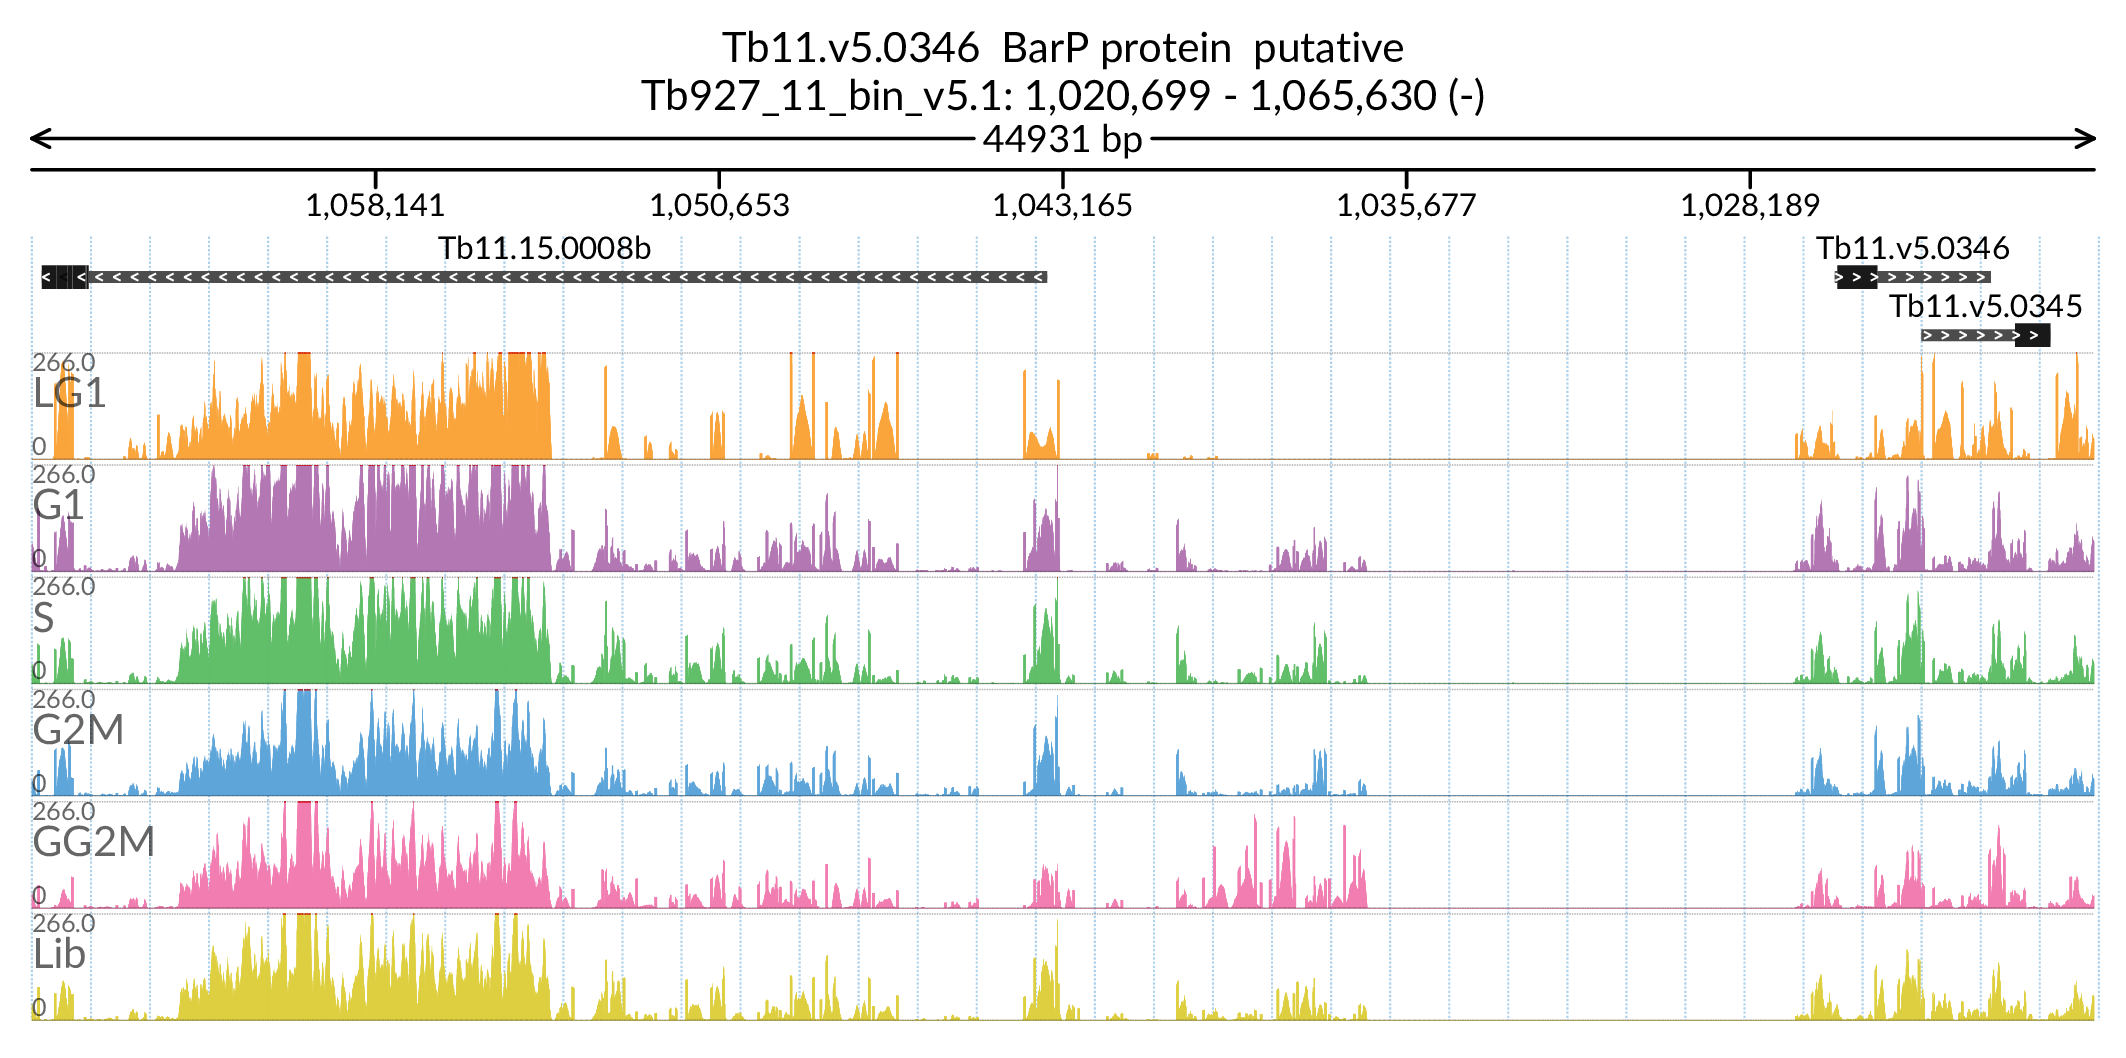 Tb11.v5.0346 BarP protein putative
Tb927_11_bin_v5.1: 1,020,699 - 1,065,630 (-)
44931 bp
1,058,141 1,050,653 1,043,165 1,035,677 1,028,189
Tb11.15.0008b Tb11.v5.0346
Tb11.v5.0345
266.0
LG1
0
266.0
G1
0
266.0
S
0
266.0
G2M
0
266.0
GG2M
0
266.0
Lib
0